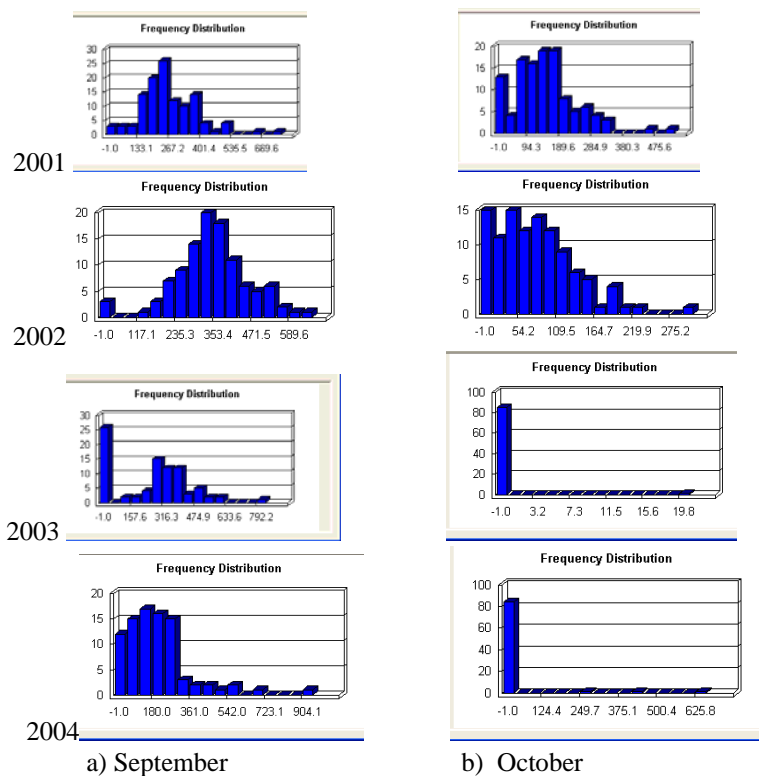 Frequency Distribution
30
25
20
15
10
5
-1.0 133.1 267.2 401.4 535.5 669.6
2001
Frequency Distribution
20
15
10
5
0
-1.0 94.3 189.6 284.9 380.3 475.6
Frequency Distribution
20
15
10
5
0
-1.0 117.1 235.3 353.4 471.5 589.6
2002
Frequency Distribution
15
10
5
0
-1.0 54.2 109.5 164.7 219.9 275.2
Frequency Distribution
30
25
20
15
10
5
0
-1.0 157.6 316.3 474.9 633.6 792.2
2003
Frequency Distribution
100
80
60
40
20
0
-1.0 3.2 7.3 11.5 15.6 19.8
Frequency Distribution
20
15
10
5
0
-1.0 180.0 361.0 542.0 723.1 904.1
2004
Frequency Distribution
100
80
60
40
20
0
-1.0 124.4 249.7 375.1 500.4 625.8
a) September
b) October